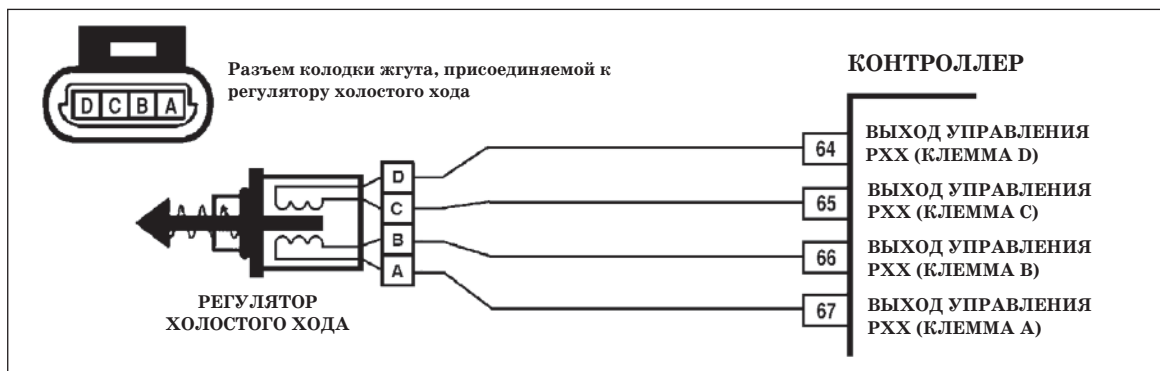 D C B A
Разъем колодки жгута, присоединяемой к
регулятору холостого хода
КОНТРОЛЛЕР
D
C
B
A
64
ВЫХОД УПРАВЛЕНИЯ
РХХ (КЛЕММА D)
65
ВЫХОД УПРАВЛЕНИЯ
РХХ (КЛЕММА С)
66
ВЫХОД УПРАВЛЕНИЯ
РХХ (КЛЕММА В)
67
ВЫХОД УПРАВЛЕНИЯ
РХХ (КЛЕММА А)
РЕГУЛЯТОР
ХОЛОСТОГО ХОДА